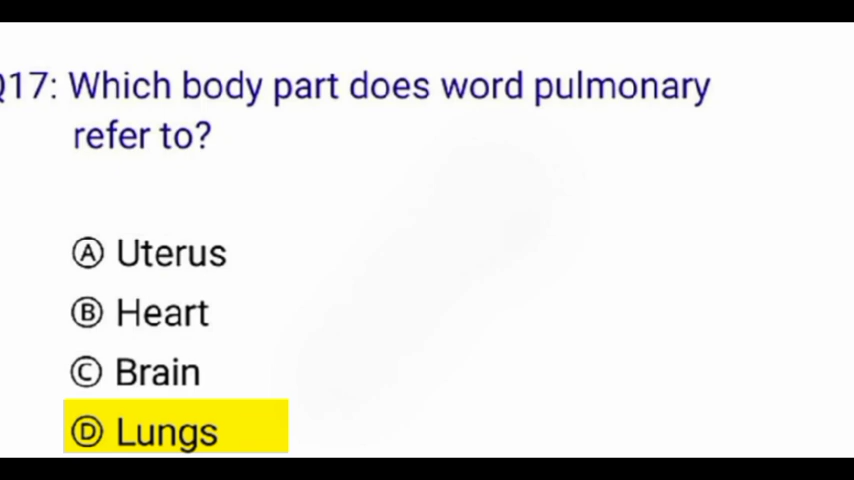 Q17: Which body part does word pulmonary
refer to?
Ⓐ Uterus
Ⓑ Heart
Ⓒ Brain
Ⓓ Lungs